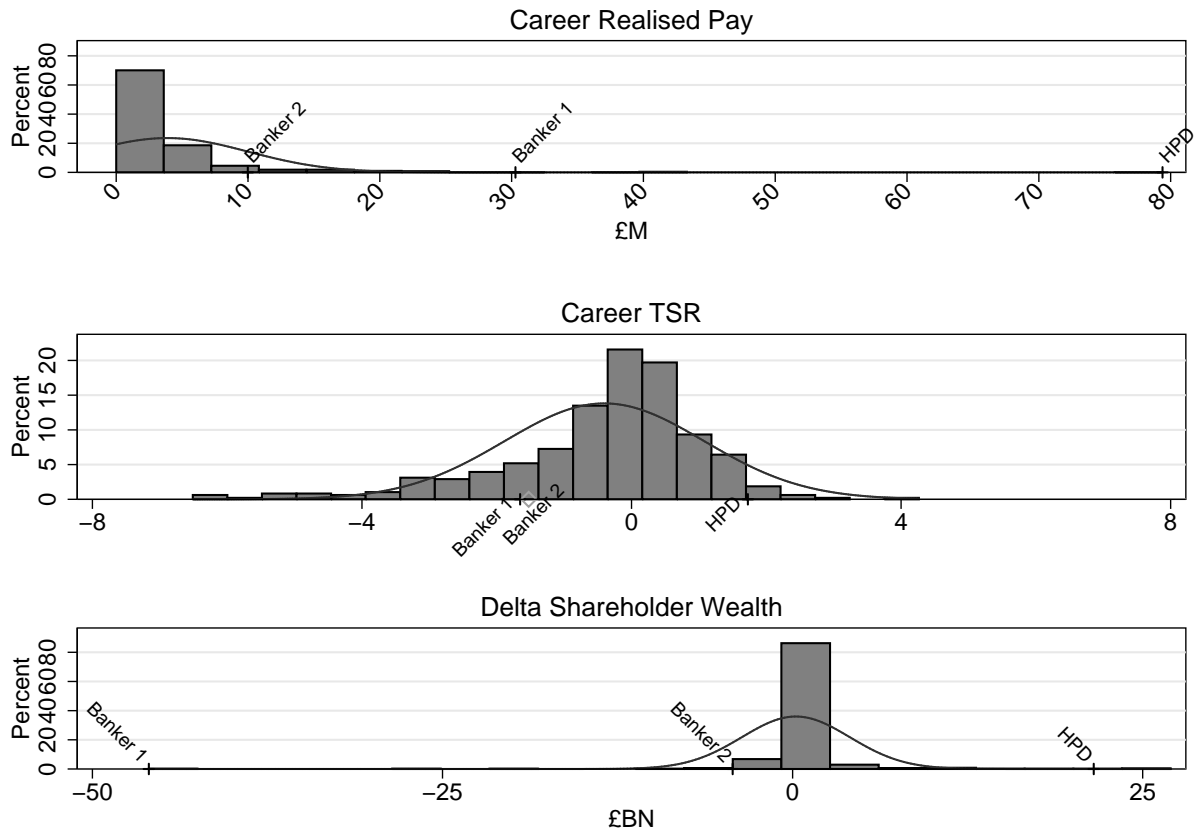 Career Realised Pay
Percent
0 20 40 60 80
Banker 2
Banker 1
HPD
0 10 20 30 40 50 60 70 80
£M
Career TSR
Percent
0 5 10 15 20
Banker 1
Banker 2
HPD
−8 −4 0 4 8
Delta Shareholder Wealth
Percent
0 20 40 60 80
Banker 1
Banker 2
HPD
−50 −25 0 25
£BN